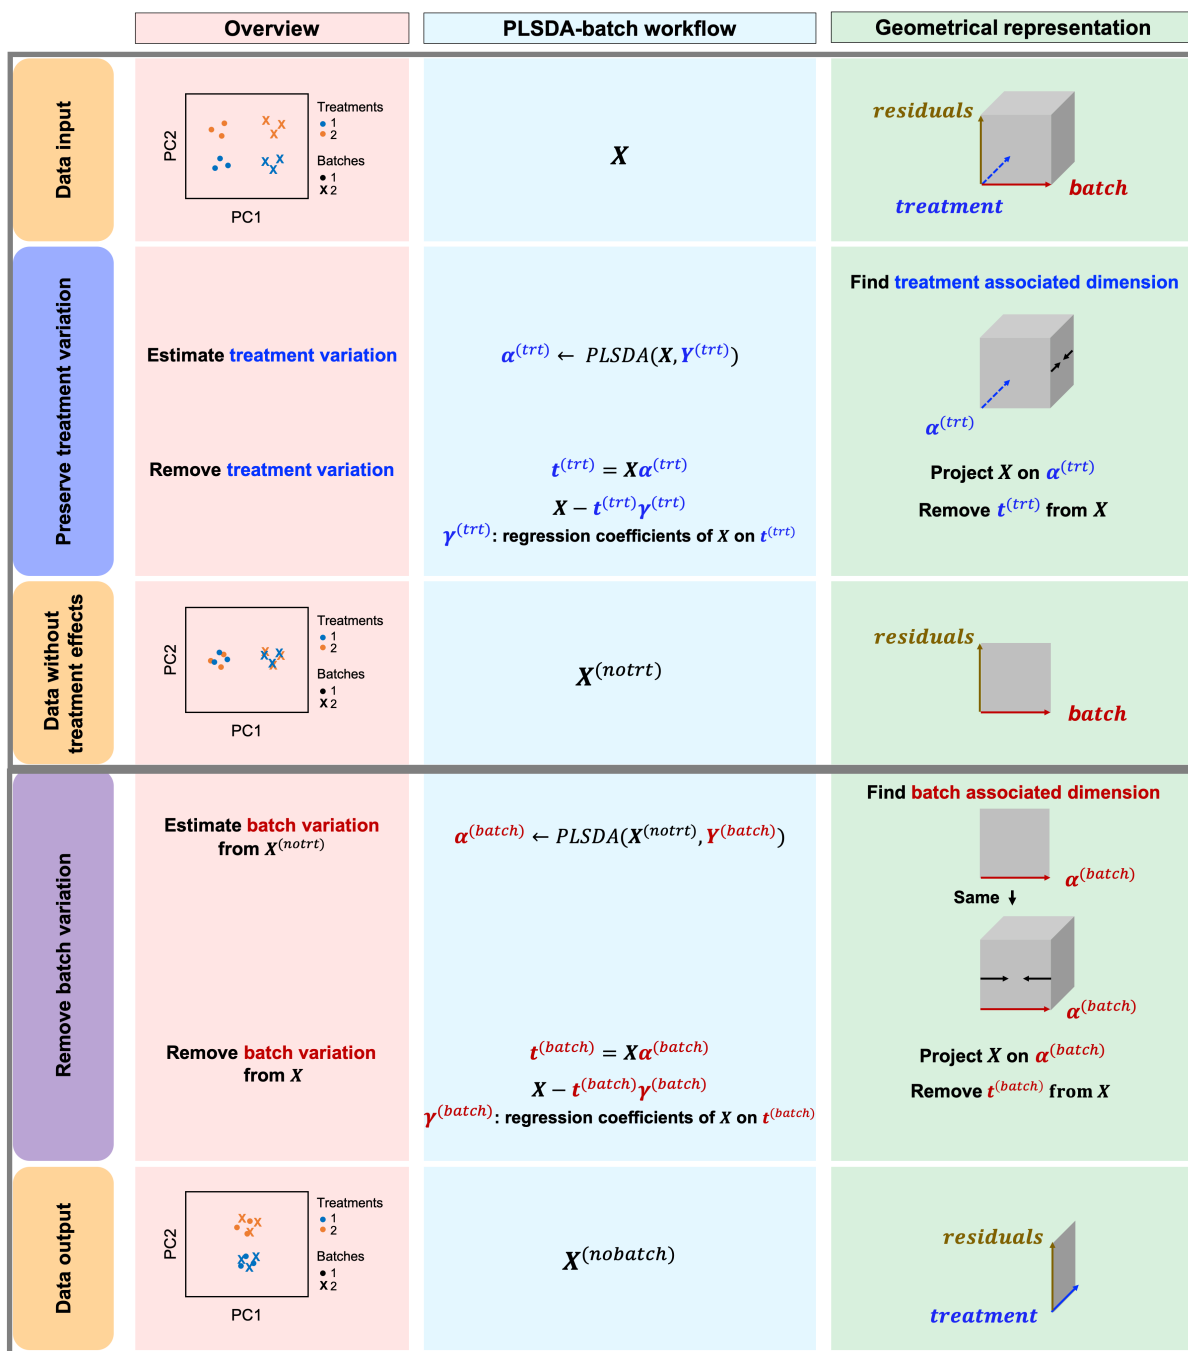 Overview
PLSDA-batch workflow
Geometrical representation
Data input
PC2
PC1
Treatments
1
2
Batches
1
X 2
X
residuals
batch
treatment
Preserve treatment variation
Estimate treatment variation
α^(trt) ← PLSDA(X, Y^(trt))
Find treatment associated dimension
α^(trt)
Remove treatment variation
t^(trt) = Xα^(trt)
X − t^(trt)γ^(trt)
γ^(trt): regression coefficients of X on t^(trt)
Project X on α^(trt)
Remove t^(trt) from X
Data without
treatment effects
PC2
PC1
Treatments
1
2
Batches
1
X 2
X^(notrt)
residuals
batch
Remove batch variation
Estimate batch variation
from X^(notrt)
α^(batch) ← PLSDA(X^(notrt), Y^(batch))
Find batch associated dimension
α^(batch)
Same ↓
α^(batch)
Remove batch variation
from X
t^(batch) = Xα^(batch)
X − t^(batch)γ^(batch)
γ^(batch): regression coefficients of X on t^(batch)
Project X on α^(batch)
Remove t^(batch) from X
Data output
PC2
PC1
Treatments
1
2
Batches
1
X 2
X^(nobatch)
residuals
treatment